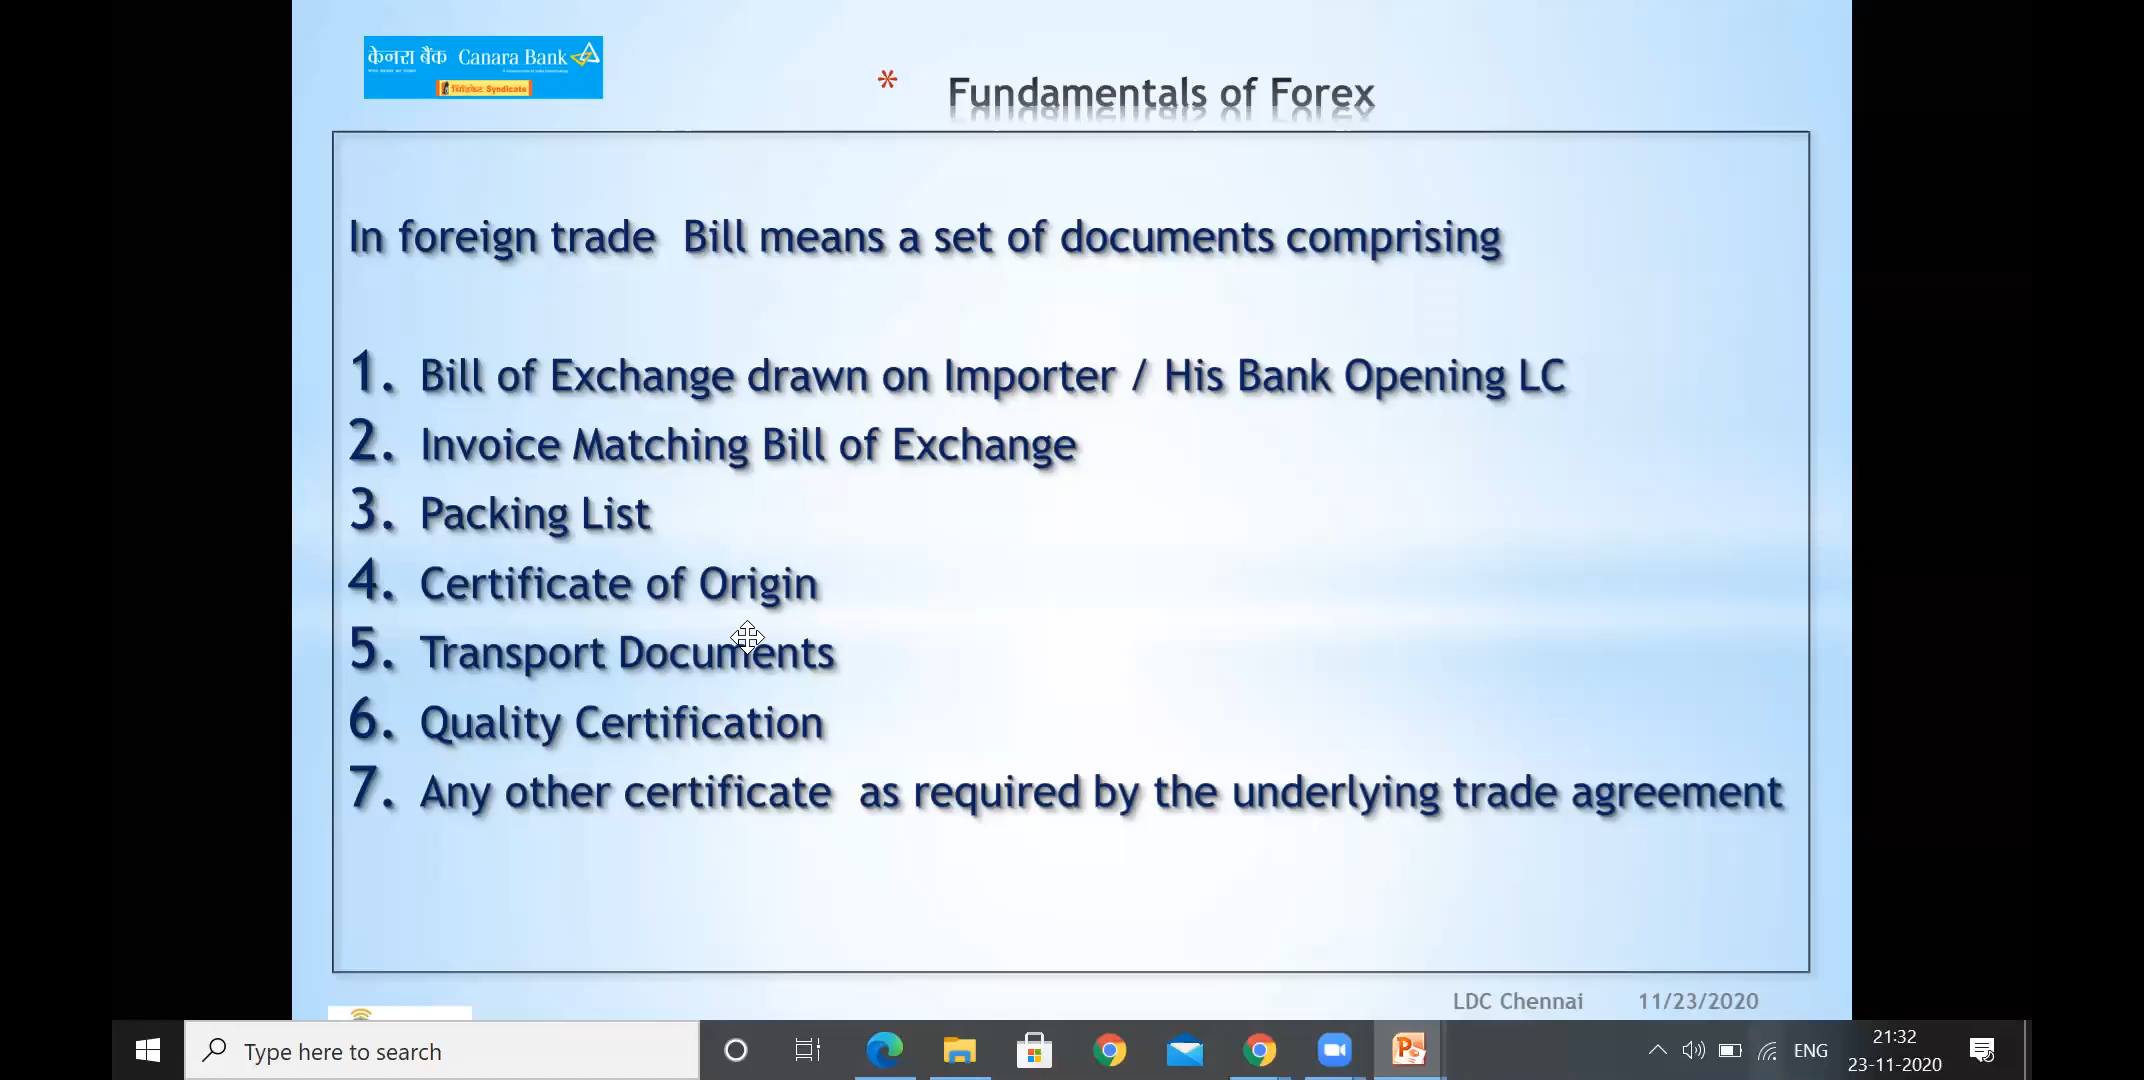 केनरा बैंक Canara Bank
सिंडिकेट Syndicate
* Fundamentals of Forex
In foreign trade Bill means a set of documents comprising
1. Bill of Exchange drawn on Importer / His Bank Opening LC
2. Invoice Matching Bill of Exchange
3. Packing List
4. Certificate of Origin
5. Transport Documents
6. Quality Certification
7. Any other certificate as required by the underlying trade agreement
LDC Chennai 11/23/2020
Type here to search
ENG
21:32
23-11-2020